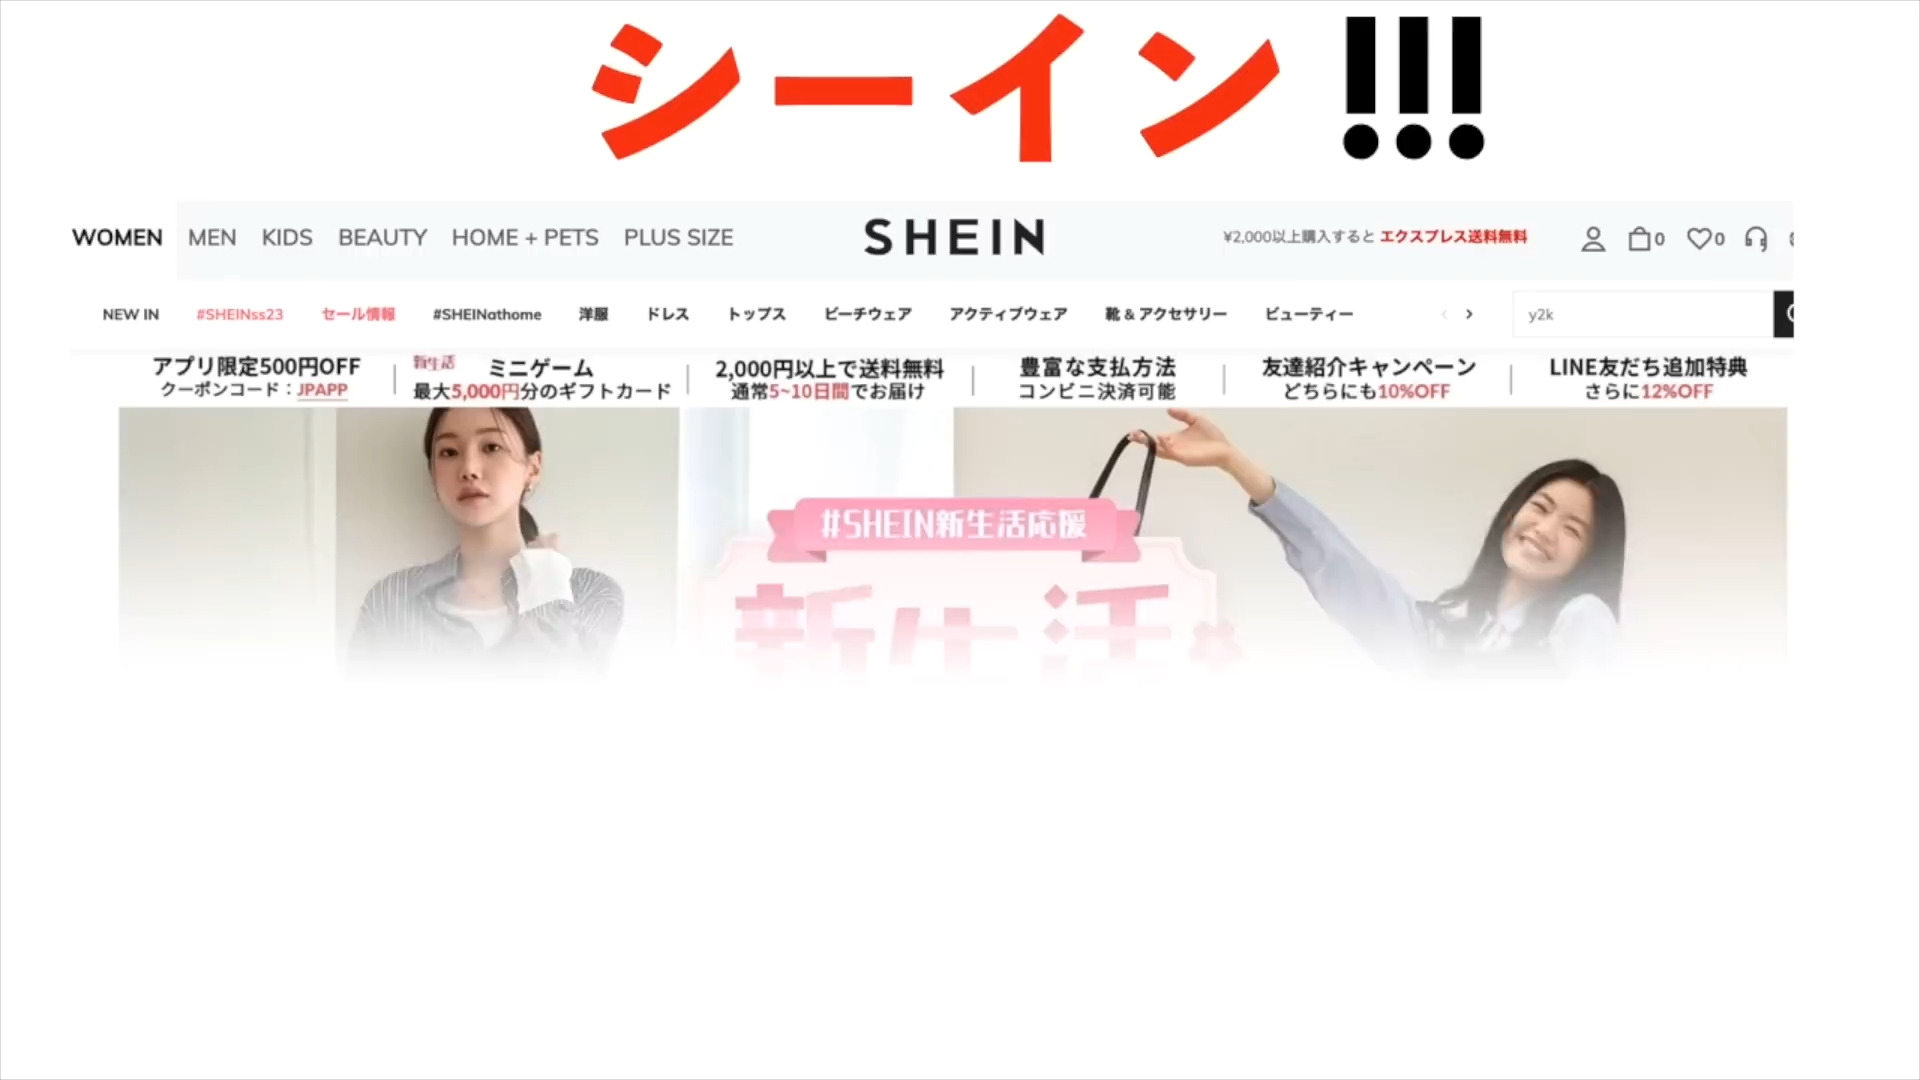 シーイン!!!
WOMEN MEN KIDS BEAUTY HOME + PETS PLUS SIZE SHEIN ¥2,000以上購入すると エクスプレス送料無料 0 0
NEW IN #SHEINss23 セール情報 #SHEINathome 洋服 ドレス トップス ビーチウェア アクティブウェア 靴 & アクセサリー ビューティー y2k
アプリ限定500円OFF 新生活 ミニゲーム 2,000円以上で送料無料 豊富な支払方法 友達紹介キャンペーン LINE友だち追加特典
クーポンコード：JPAPP 最大5,000円分のギフトカード 通常5~10日間でお届け コンビニ決済可能 どちらにも10%OFF さらに12%OFF
#SHEIN新生活応援
新生活